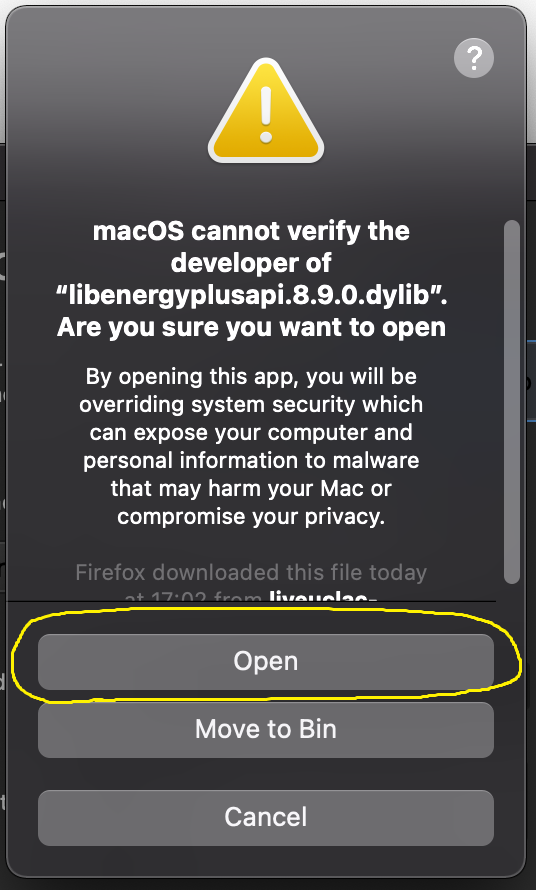 ?
macOS cannot verify the
developer of
“libenergyplusapi.8.9.0.dylib”.
Are you sure you want to open
By opening this app, you will be
overriding system security which
can expose your computer and
personal information to malware
that may harm your Mac or
compromise your privacy.
Firefox downloaded this file today
at 17:02 from liveuclac-
Open
Move to Bin
Cancel